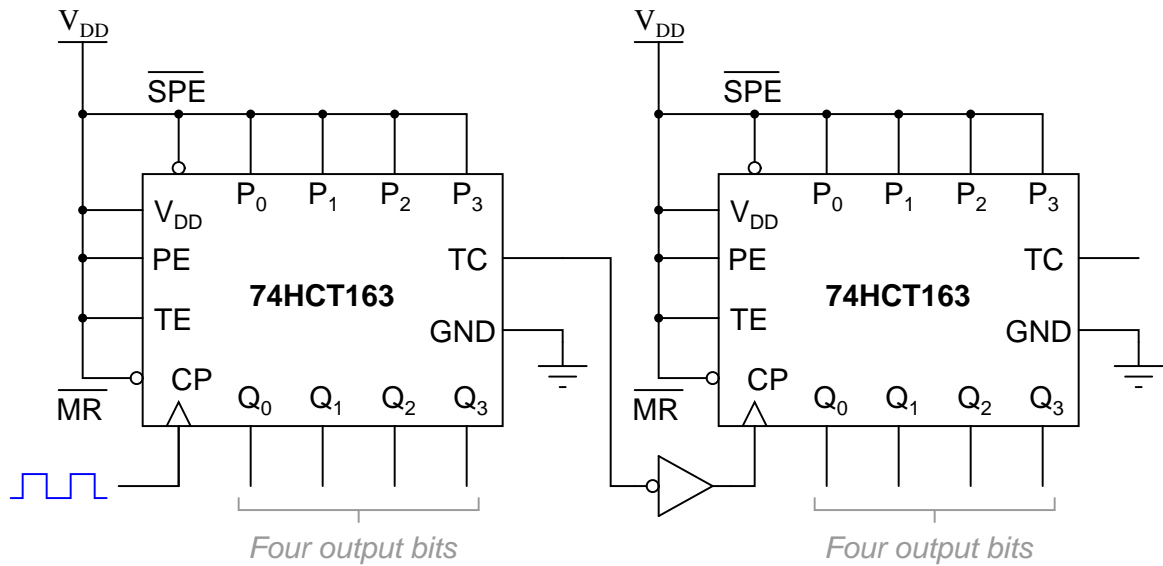 VDD VDD
SPE SPE
P0 P1 P2 P3 P0 P1 P2 P3
VDD VDD
PE TC PE TC
74HCT163 74HCT163
TE GND TE GND
CP CP
MR Q0 Q1 Q2 Q3 MR Q0 Q1 Q2 Q3
Four output bits Four output bits